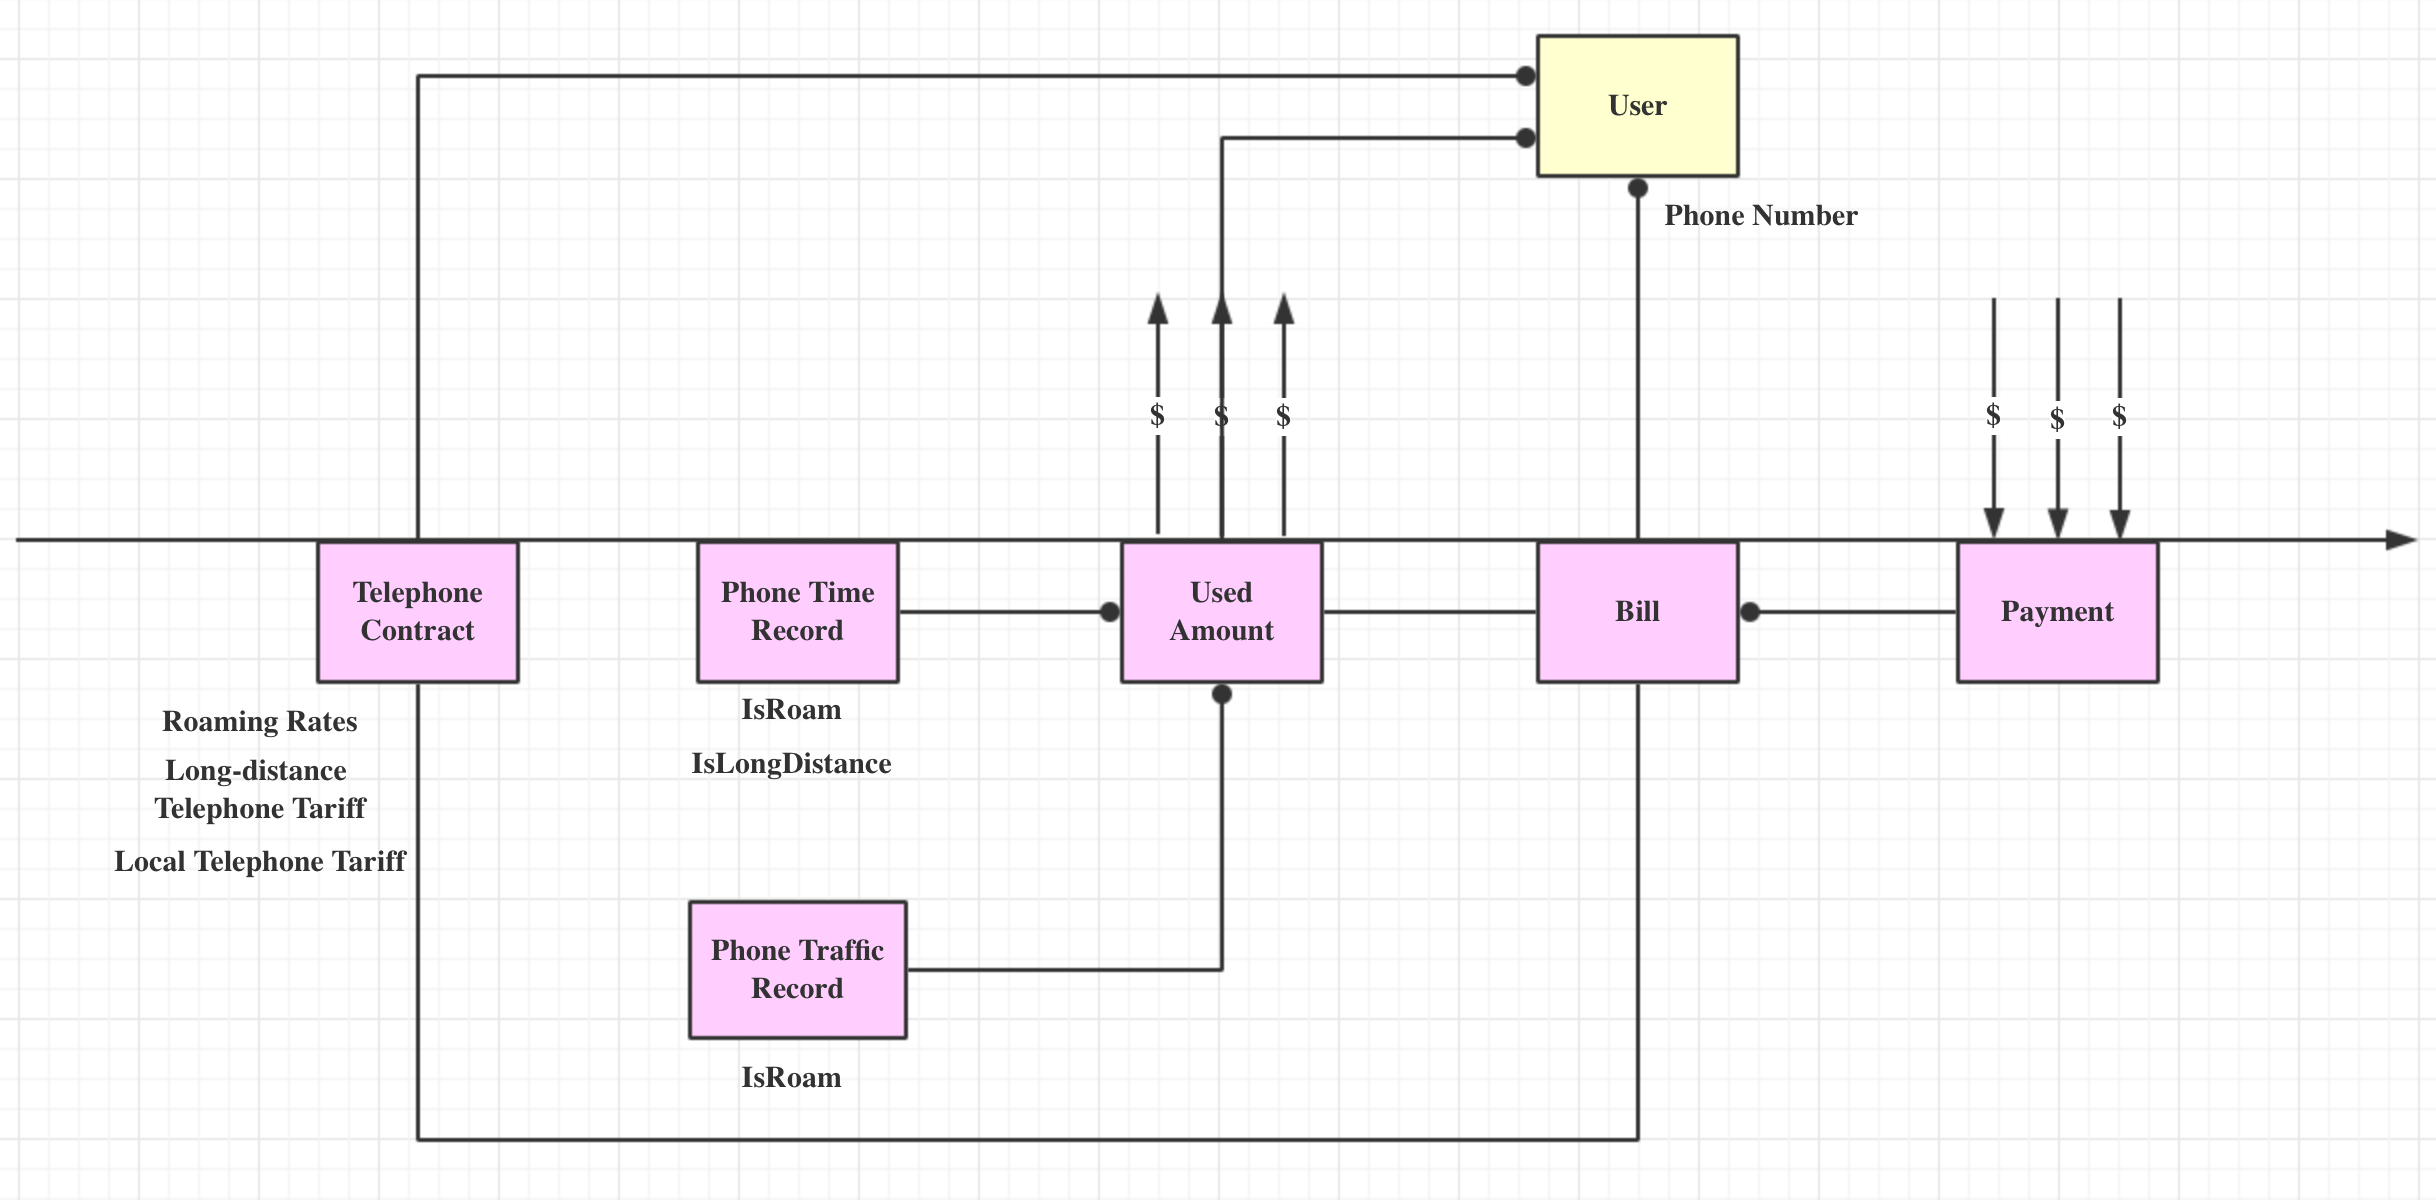 User
Phone Number
$
$
$
$
$
$
Telephone
Contract
Phone Time
Record
Used
Amount
Bill
Payment
Roaming Rates
Long-distance
Telephone Tariff
Local Telephone Tariff
IsRoam
IsLongDistance
Phone Traffic
Record
IsRoam